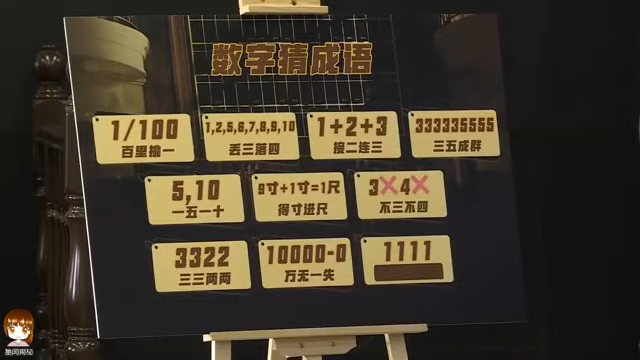 数字猜成语
1/100
百里挑一
1,2,5,6,7,8,9,10
丢三落四
1+2+3
接二连三
333335555
三五成群
5,10
一五一十
9寸+1寸=1尺
得寸进尺
3×4×
不三不四
3322
三三两两
10000-0
万无一失
1111